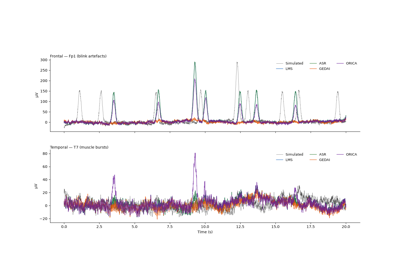 Frontal — Fp1 (blink artefacts)
300
250
200
150
100
50
0
µV
Simulated ASR ORICA
LMS GEDAI
Temporal — F7 (muscle bursts)
80
60
40
20
0
−20
µV
Simulated ASR ORICA
LMS GEDAI
0.0 2.5 5.0 7.5 10.0 12.5 15.0 17.5 20.0
Time (s)